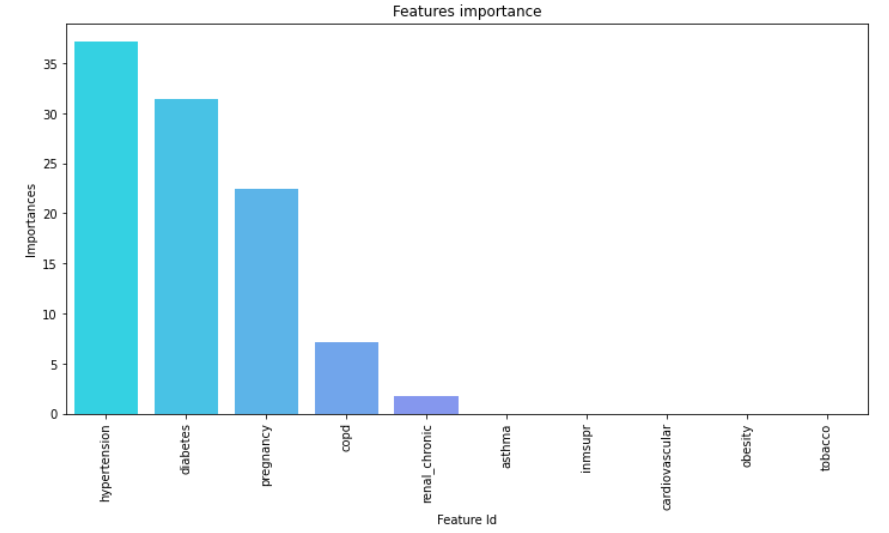 Features importance
Importances
35
30
25
20
15
10
5
0
hypertension
diabetes
pregnancy
copd
renal_chronic
asthma
inmsupr
cardiovascular
obesity
tobacco
Feature Id